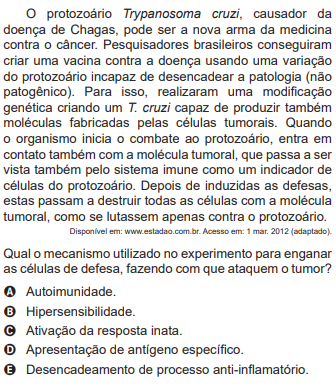 O protozoário Trypanosoma cruzi, causador da
doença de Chagas, pode ser a nova arma da medicina
contra o câncer. Pesquisadores brasileiros conseguiram
criar uma vacina contra a doença usando uma variação
do protozoário incapaz de desencadear a patologia (não
patogênico). Para isso, realizaram uma modificação
genética criando um T. cruzi capaz de produzir também
moléculas fabricadas pelas células tumorais. Quando
o organismo inicia o combate ao protozoário, entra em
contato também com a molécula tumoral, que passa a ser
vista também pelo sistema imune como um indicador de
células do protozoário. Depois de induzidas as defesas,
estas passam a destruir todas as células com a molécula
tumoral, como se lutassem apenas contra o protozoário.
Disponível em: www.estadao.com.br. Acesso em: 1 mar. 2012 (adaptado).
Qual o mecanismo utilizado no experimento para enganar
as células de defesa, fazendo com que ataquem o tumor?
A Autoimunidade.
B Hipersensibilidade.
C Ativação da resposta inata.
D Apresentação de antígeno específico.
E Desencadeamento de processo anti-inflamatório.